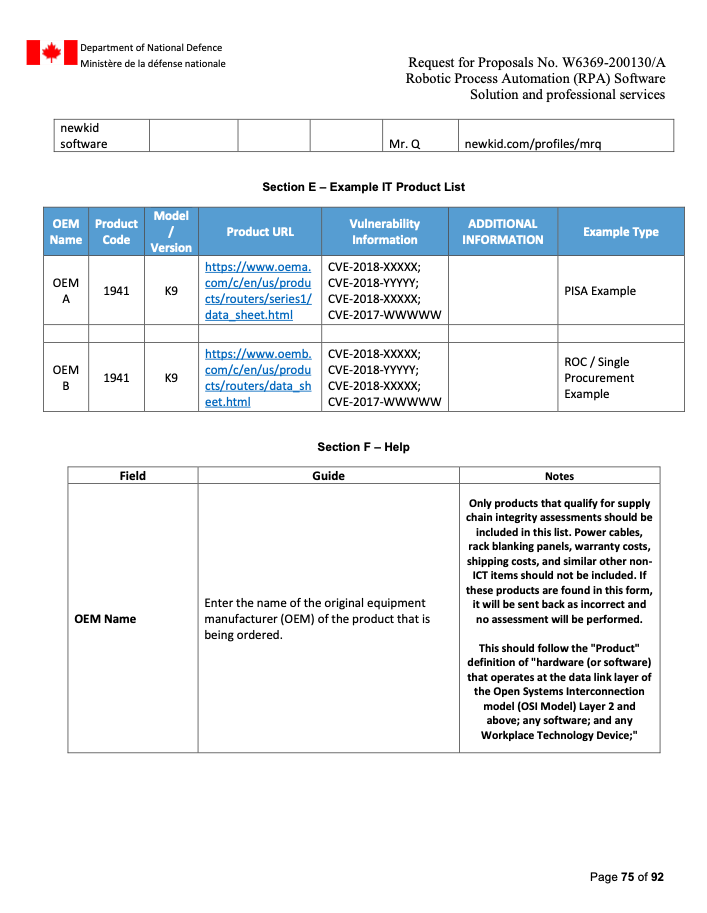 Department of National Defence
Ministère de la défense nationale
Request for Proposals No. W6369-200130/A
Robotic Process Automation (RPA) Software
Solution and professional services
newkid
software
Mr. Q
newkid.com/profiles/mrq
Section E – Example IT Product List
OEM
Name
Product
Code
Model
/
Version
Product URL
Vulnerability
Information
ADDITIONAL
INFORMATION
Example Type
OEM
A
1941
K9
https://www.oema.
com/c/en/us/produ
cts/routers/series1/
data_sheet.html
CVE-2018-XXXXX;
CVE-2018-YYYYY;
CVE-2018-XXXXX;
CVE-2017-WWWWW
PISA Example
OEM
B
1941
K9
https://www.oemb.
com/c/en/us/produ
cts/routers/data_sh
eet.html
CVE-2018-XXXXX;
CVE-2018-YYYYY;
CVE-2018-XXXXX;
CVE-2017-WWWWW
ROC / Single
Procurement
Example
Section F – Help
Field
Guide
Notes
OEM Name
Enter the name of the original equipment
manufacturer (OEM) of the product that is
being ordered.
Only products that qualify for supply
chain integrity assessments should be
included in this list. Power cables,
rack blanking panels, warranty costs,
shipping costs, and similar other non-
ICT items should not be included. If
these products are found in this form,
it will be sent back as incorrect and
no assessment will be performed.
This should follow the "Product"
definition of "hardware (or software)
that operates at the data link layer of
the Open Systems Interconnection
model (OSI Model) Layer 2 and
above; any software; and any
Workplace Technology Device;"
Page 75 of 92